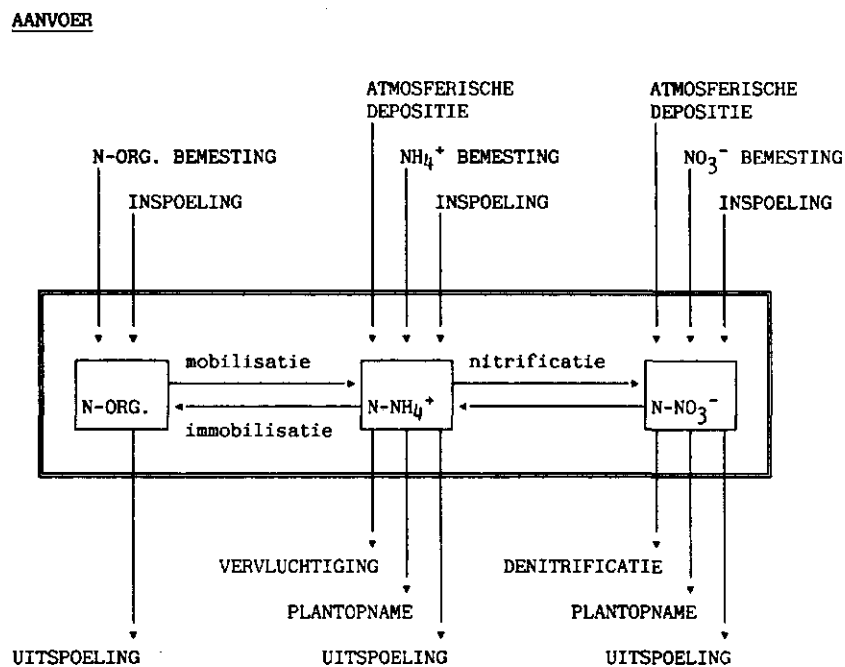 AANVOER
ATMOSFERISCHE ATMOSFERISCHE
DEPOSITIE DEPOSITIE
N-ORG. BEMESTING NH₄⁺ BEMESTING NO₃⁻ BEMESTING
INSPOELING INSPOELING INSPOELING
mobilisatie nitrificatie
N-ORG. N-NH₄⁺ N-NO₃⁻
immobilisatie
VERVLUCHTIGING DENITRIFICATIE
PLANTOPNAME PLANTOPNAME
UITSPOELING UITSPOELING UITSPOELING